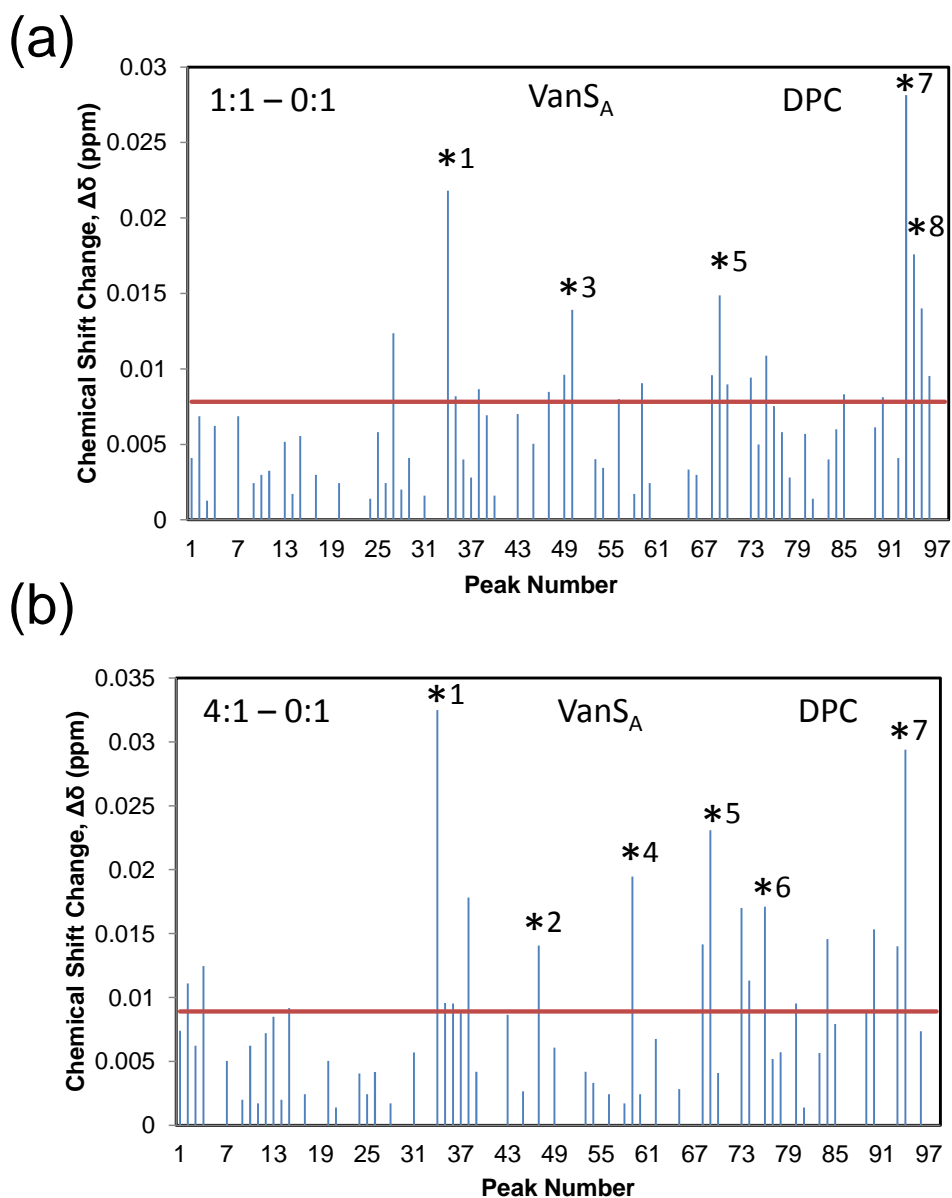 (a)
1:1 – 0:1 VanSA DPC
*1
*3
*5
*7
*8
Chemical Shift Change, Δδ (ppm)
0.03
0.025
0.02
0.015
0.01
0.005
0
1 7 13 19 25 31 37 43 49 55 61 67 73 79 85 91 97
Peak Number
(b)
4:1 – 0:1 VanSA DPC
*1
*2
*4
*5
*6
*7
Chemical Shift Change, Δδ (ppm)
0.035
0.03
0.025
0.02
0.015
0.01
0.005
0
1 7 13 19 25 31 37 43 49 55 61 67 73 79 85 91 97
Peak Number